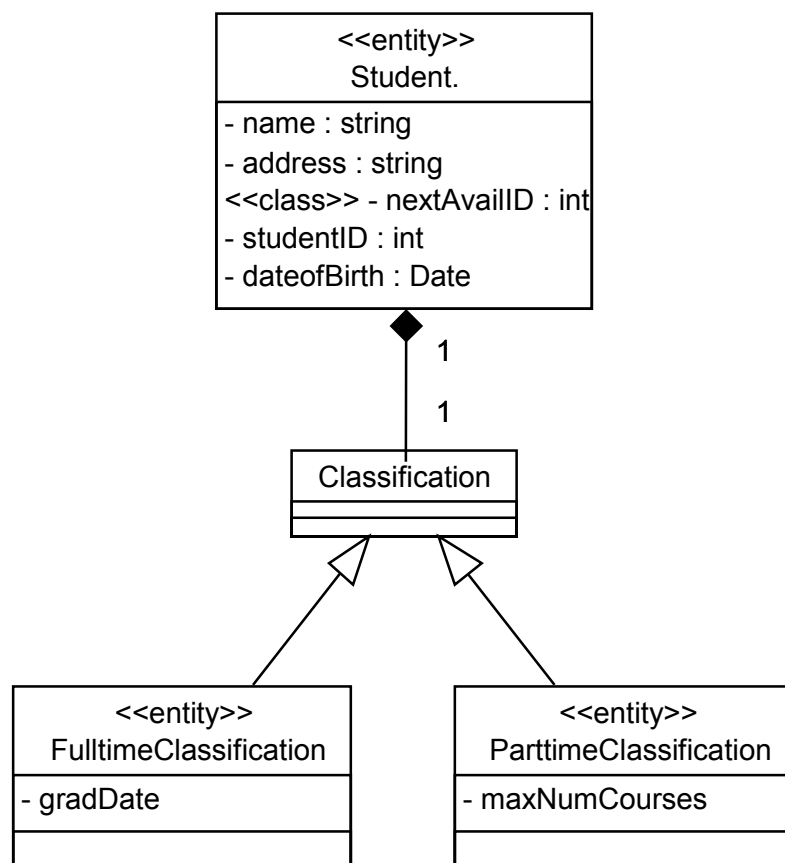 <<entity>>
Student.
- name : string
- address : string
<<class>> - nextAvailID : int
- studentID : int
- dateofBirth : Date
1
1
Classification
<<entity>>
FulltimeClassification
- gradDate
<<entity>>
ParttimeClassification
- maxNumCourses